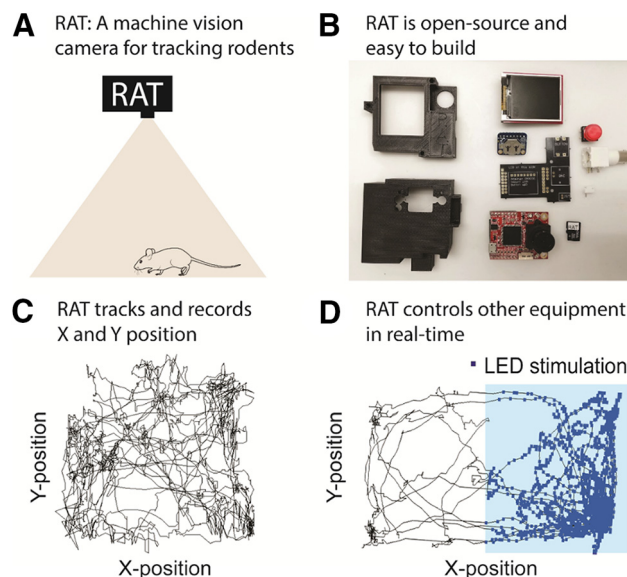 A RAT: A machine vision
camera for tracking rodents
RAT
B RAT is open-source and
easy to build
C RAT tracks and records
X and Y position
Y-position
X-position
D RAT controls other equipment
in real-time
LED stimulation
Y-position
X-position